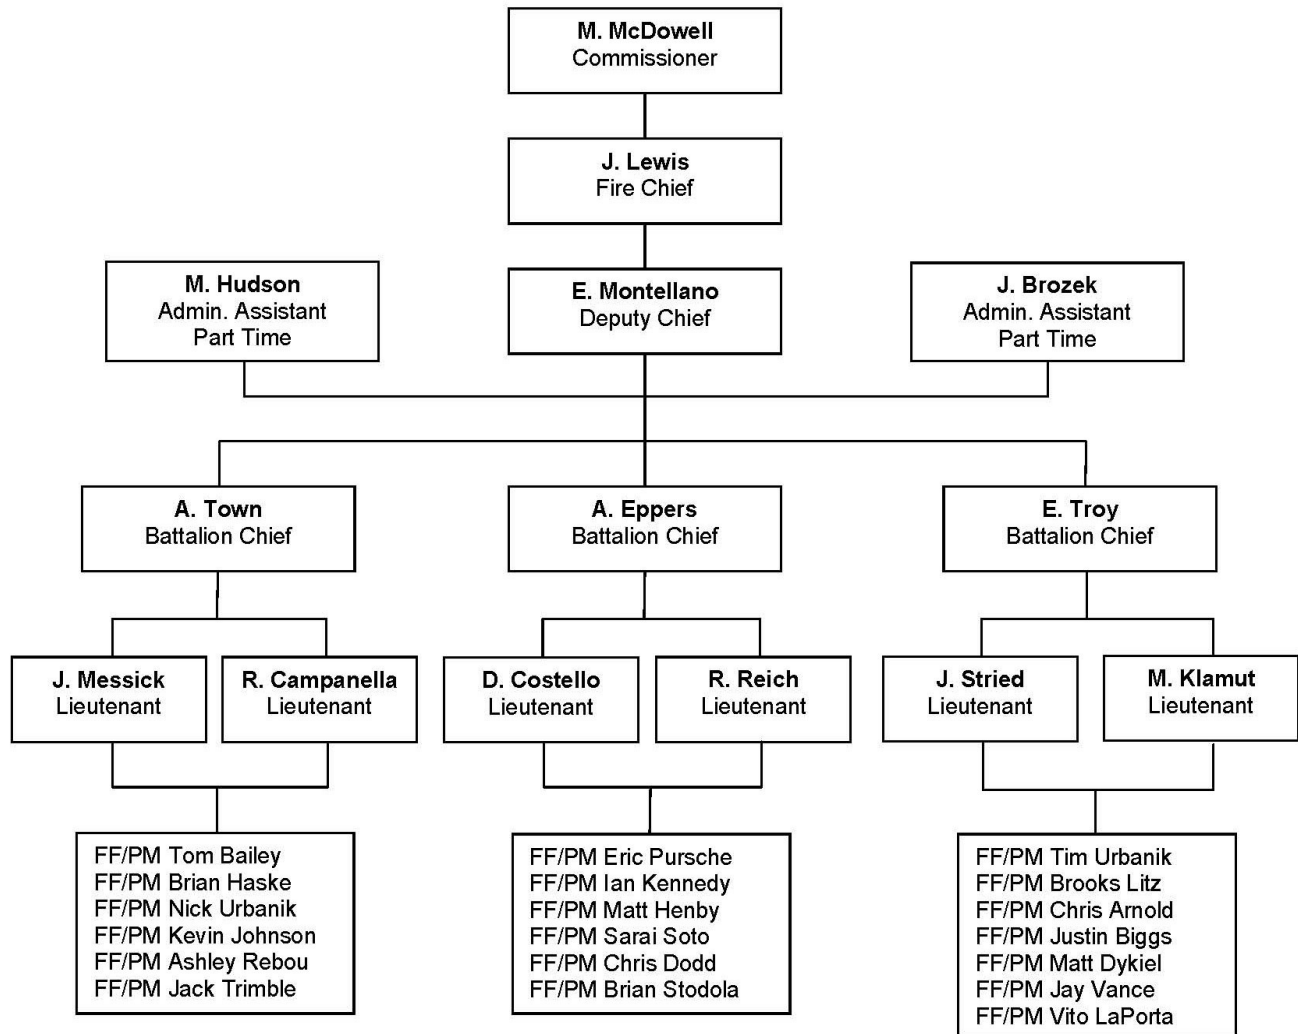 M. McDowell
Commissioner
J. Lewis
Fire Chief
M. Hudson
Admin. Assistant
Part Time
E. Montellano
Deputy Chief
J. Brozek
Admin. Assistant
Part Time
A. Town
Battalion Chief
A. Eppers
Battalion Chief
E. Troy
Battalion Chief
J. Messick
Lieutenant
R. Campanella
Lieutenant
D. Costello
Lieutenant
R. Reich
Lieutenant
J. Stried
Lieutenant
M. Klamut
Lieutenant
FF/PM Tom Bailey
FF/PM Brian Haske
FF/PM Nick Urbanik
FF/PM Kevin Johnson
FF/PM Ashley Rebou
FF/PM Jack Trimble
FF/PM Eric Pursche
FF/PM Ian Kennedy
FF/PM Matt Henby
FF/PM Sarai Soto
FF/PM Chris Dodd
FF/PM Brian Stodola
FF/PM Tim Urbanik
FF/PM Brooks Litz
FF/PM Chris Arnold
FF/PM Justin Biggs
FF/PM Matt Dykiel
FF/PM Jay Vance
FF/PM Vito LaPorta